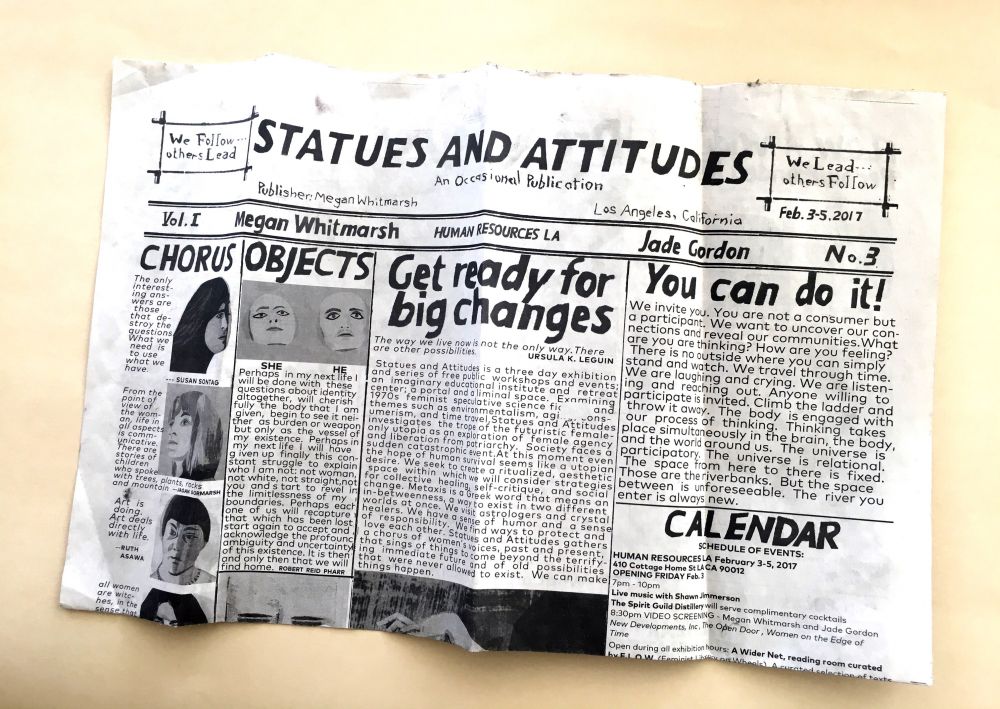 We Follow...
others Lead
STATUES AND ATTITUDES
An Occasional Publication
We Lead...
others Follow
Publisher: Megan Whitmarsh
Los Angeles, California
Feb. 3-5. 2017
Vol. I
Megan Whitmarsh
HUMAN RESOURCES LA
Jade Gordon
No. 3
CHORUS
The only
interest-
ing ans-
wers are
those
that de-
stroy the
questions
What we
need is
to use
what we
have.
--- SUSAN SONTAG
From the
point of
view of
the wom-
an, life in
all aspects
is comm-
unicative.
There are
stories of
children
who spoke
with trees, plants, rocks
and mountain
Art is
doing.
Art deals
directly
with life.
-RUTH
ASAWA
all women
are witc-
hes, in the
sense that
OBJECTS
SHE HE
Perhaps in my next life I
will be done with these
questions about identity
altogether, will cherish
fully the body that I am
given, begin to see it nei-
ther as burden or weapon
but only as the vessel of
my existence. Perhaps in
my next life I will have
given up finally this con-
stant struggle to explain
who I am not: not woman,
not white, not straight,not
you and start to revel in
the limitlessness of my
boundaries. Perhaps each
one of us will recapture
that which has been lost
start again to accept and
acknowledge the profound
ambiguity and uncertainty
of this existence. It is then
and only then that we will
find home. ROBERT REID PHARR
Get ready for
big changes
The way we live now is not the only way. There
are other possibilities.
URSULA K. LEGUIN
Statues and Attitudes is a three day exhibition
and series of free public workshops and events;
an imaginary educational institute and retreat
center; a portal and a liminal space. Examining
1970s feminist speculative science fiction and
themes such as environmentalism,
umerism, and time travel, Statues and Attitudes
investigates the trope of the futuristic female-
only utopia as an exploration of female agency
and liberation from patriarchy. Society faces a
sudden catastrophic event. At this moment even
the hope of survival seems like a utopian
desire. We seek to create a ritualized, aesthetic
space within which we will consider strategies
for collective healing, self-critique, and social
change. Metaxis is a Greek word that means an
in-betweenness, a way to exist in two different
worlds at once. We visit astrologers and crystal
healers. We have a sense of humor and a sense
of responsibility. We find ways to protect and
love each other. Statues and Attitudes gathers
a chorus of women's voices, past and present,
that sings of things to come beyond the terrify-
ing immediate future and of old possibilities
that were never allowed to exist. We can make
things happen.
You can do it!
We invite you. You are not a consumer but
a participant. We want to uncover our con-
nections and reveal our communities.What
are you are thinking? How are you feeling?
There is no outside where you can simply
stand and watch. We travel through time.
We are laughing and crying. We are listen-
ing and reaching out. Anyone willing to
participate is invited. Climb the ladder and
throw it away. The body is engaged with
our process of thinking. Thinking takes
place simultaneously in the brain, the body,
and the world around us. The universe is
participatory. The universe is relational.
The space from here to there is fixed.
Those are the riverbanks. But the space
between is unforeseeable. The river you
enter is always new.
CALENDAR
SCHEDULE OF EVENTS:
HUMAN RESOURCES LA February 3-5, 2017
410 Cottage Home St LA CA 90012
OPENING FRIDAY Feb. 3
7pm - 10pm
Live music with Shawn Jimmerson
The Spirit Guild Distillery will serve complimentary cocktails
8:30pm VIDEO SCREENING - Megan Whitmarsh and Jade Gordon
New Developments, Inc, The Open Door, Women on the Edge of
Time
Open during all exhibition hours: A Wider Net, reading room curated
by F.L.O.W. (Feminist Library on Wheels). A curated selection of texts